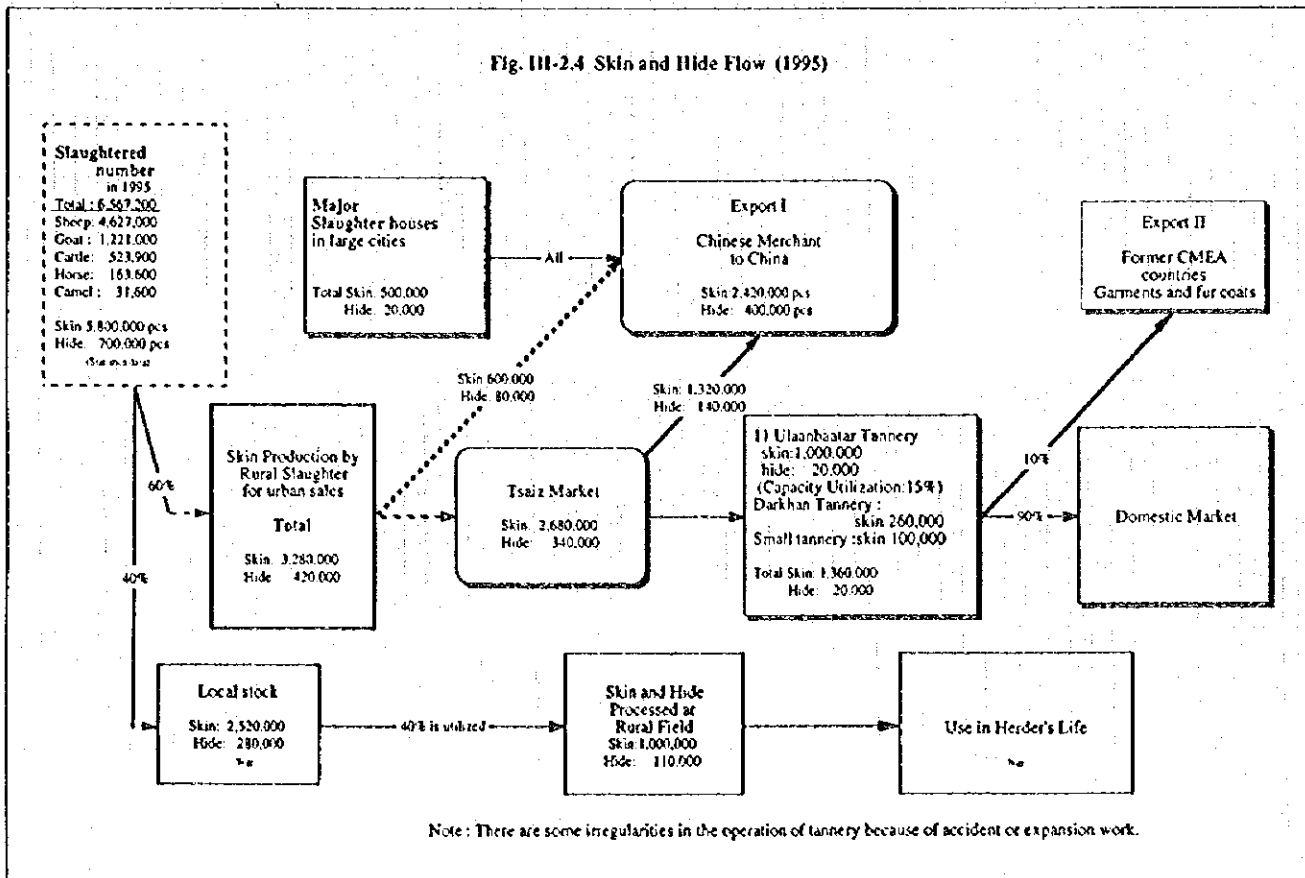 Fig. III-2.4 Skin and Hide Flow (1995)
Slaughtered
number
in 1995
Total : 6,567,200
Sheep: 4,627,000
Goat : 1,221,000
Cattle: 523,900
Horse: 163,600
Camel : 31,600
Skin 5,800,000 pcs
Hide: 700,000 pcs
Major
Slaughter houses
in large cities
Total Skin: 500,000
Hide: 20,000
All
Export I
Chinese Merchant
to China
Skin 2,420,000 pcs
Hide: 400,000 pcs
Export II
Former CMEA
countries
Garments and fur coats
Skin 600,000
Hide: 80,000
Skin: 1,320,000
Hide: 140,000
60%
40%
Skin Production by
Rural Slaughter
for urban sales
Total
Skin: 3,280,000
Hide 420,000
Tsaiz Market
Skin: 2,680,000
Hide: 340,000
1) Ulaanbaatar Tannery
skin:1,000,000
hide: 20,000
(Capacity Utilization:15%)
Darkhan Tannery :
skin 260,000
Small tannery :skin 100,000
Total Skin: 1,360,000
Hide: 20,000
10%
90%
Domestic Market
Local stock
Skin: 2,520,000
Hide: 280,000
40% is utilized
Skin and Hide
Processed at
Rural Field
Skin:1,000,000
Hide: 110,000
Use in Herder's Life
Note : There are some irregularities in the operation of tannery because of accident or expansion work.